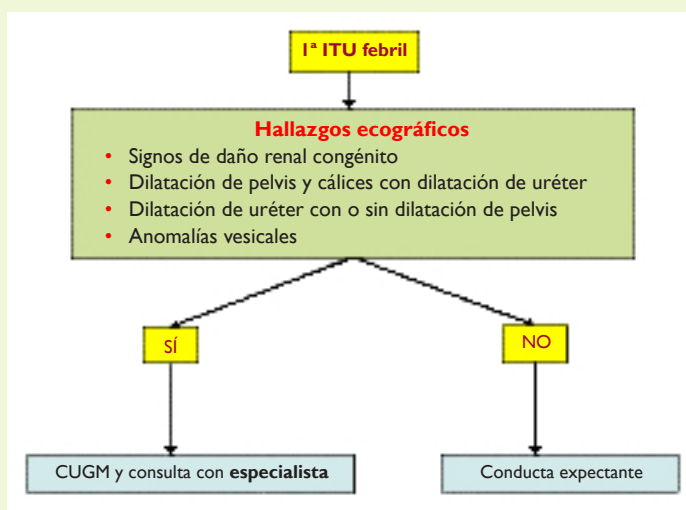 1ª ITU febril
Hallazgos ecográficos
• Signos de daño renal congénito
• Dilatación de pelvis y cálices con dilatación de uréter
• Dilatación de uréter con o sin dilatación de pelvis
• Anomalías vesicales
SÍ
NO
CUGM y consulta con especialista
Conducta expectante